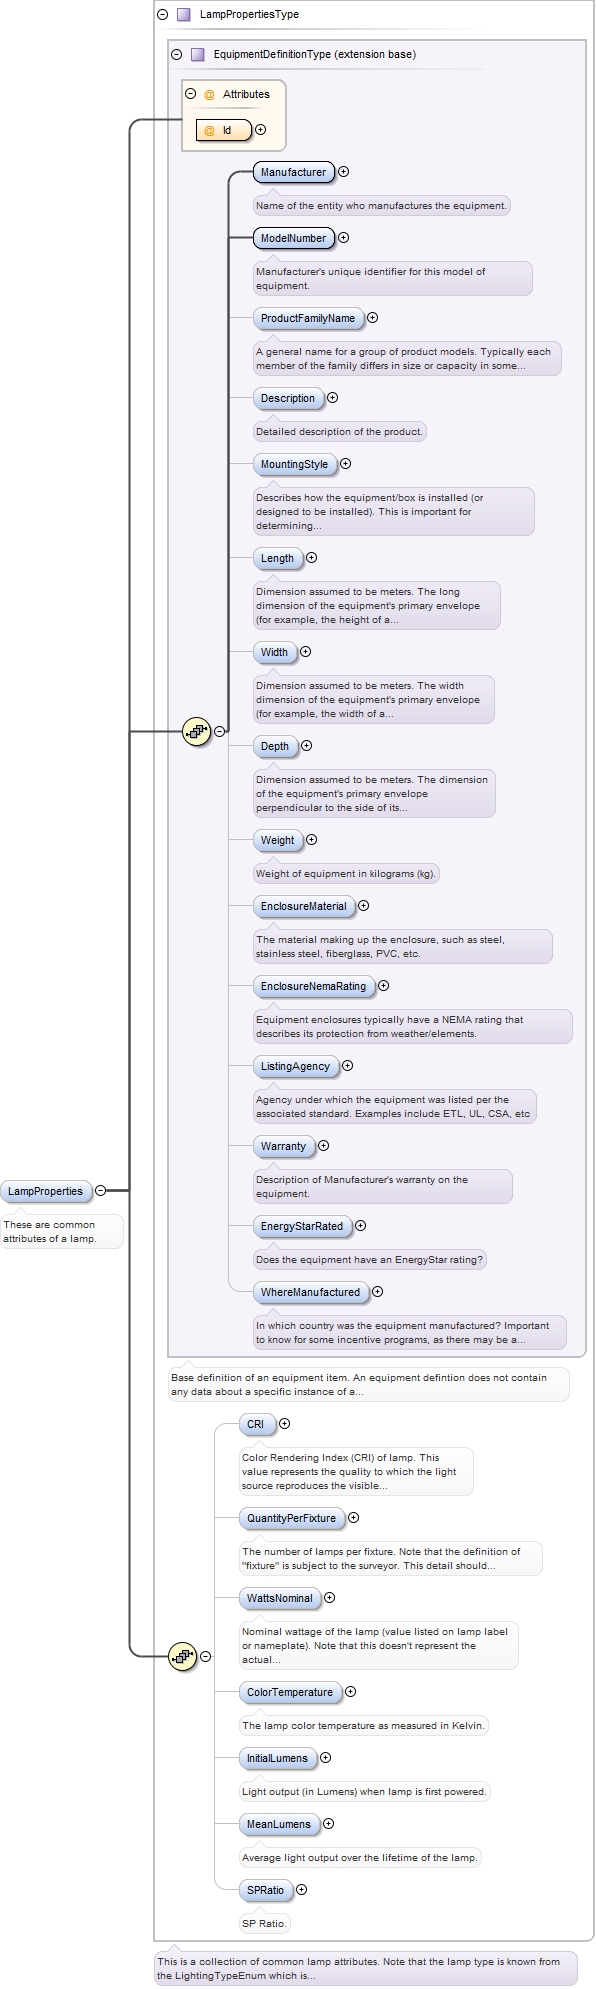 LampPropertiesType
EquipmentDefinitionType (extension base)
@ Attributes
@ Id
Manufacturer
Name of the entity who manufactures the equipment.
ModelNumber
Manufacturer's unique identifier for this model of
equipment.
ProductFamilyName
A general name for a group of product models. Typically each
member of the family differs in size or capacity in some...
Description
Detailed description of the product.
MountingStyle
Describes how the equipment/box is installed (or
designed to be installed). This is important for
determining...
Length
Dimension assumed to be meters. The long
dimension of the equipment's primary envelope
(for example, the height of a...
Width
Dimension assumed to be meters. The width
dimension of the equipment's primary envelope
(for example, the width of a...
Depth
Dimension assumed to be meters. The dimension
of the equipment's primary envelope
perpendicular to the side of its...
Weight
Weight of equipment in kilograms (kg).
EnclosureMaterial
The material making up the enclosure, such as steel,
stainless steel, fiberglass, PVC, etc.
EnclosureNemaRating
Equipment enclosures typically have a NEMA rating that
describes its protection from weather/elements.
ListingAgency
Agency under which the equipment was listed per the
associated standard. Examples include ETL, UL, CSA, etc
Warranty
Description of Manufacturer's warranty on the
equipment.
LampProperties
These are common
attributes of a lamp.
EnergyStarRated
Does the equipment have an EnergyStar rating?
WhereManufactured
In which country was the equipment manufactured? Important
to know for some incentive programs, as there may be a...
Base definition of an equipment item. An equipment defintion does not contain
any data about a specific instance of a...
CRI
Color Rendering Index (CRI) of lamp. This
value represents the quality to which the light
source reproduces the visible...
QuantityPerFixture
The number of lamps per fixture. Note that the definition of
"fixture" is subject to the surveyor. This detail should...
WattsNominal
Nominal wattage of the lamp (value listed on lamp label
or nameplate). Note that this doesn't represent the
actual...
ColorTemperature
The lamp color temperature as measured in Kelvin.
InitialLumens
Light output (in Lumens) when lamp is first powered.
MeanLumens
Average light output over the lifetime of the lamp.
SPRatio
SP Ratio.
This is a collection of common lamp attributes. Note that the lamp type is known from
the LightingTypeEnum which is...